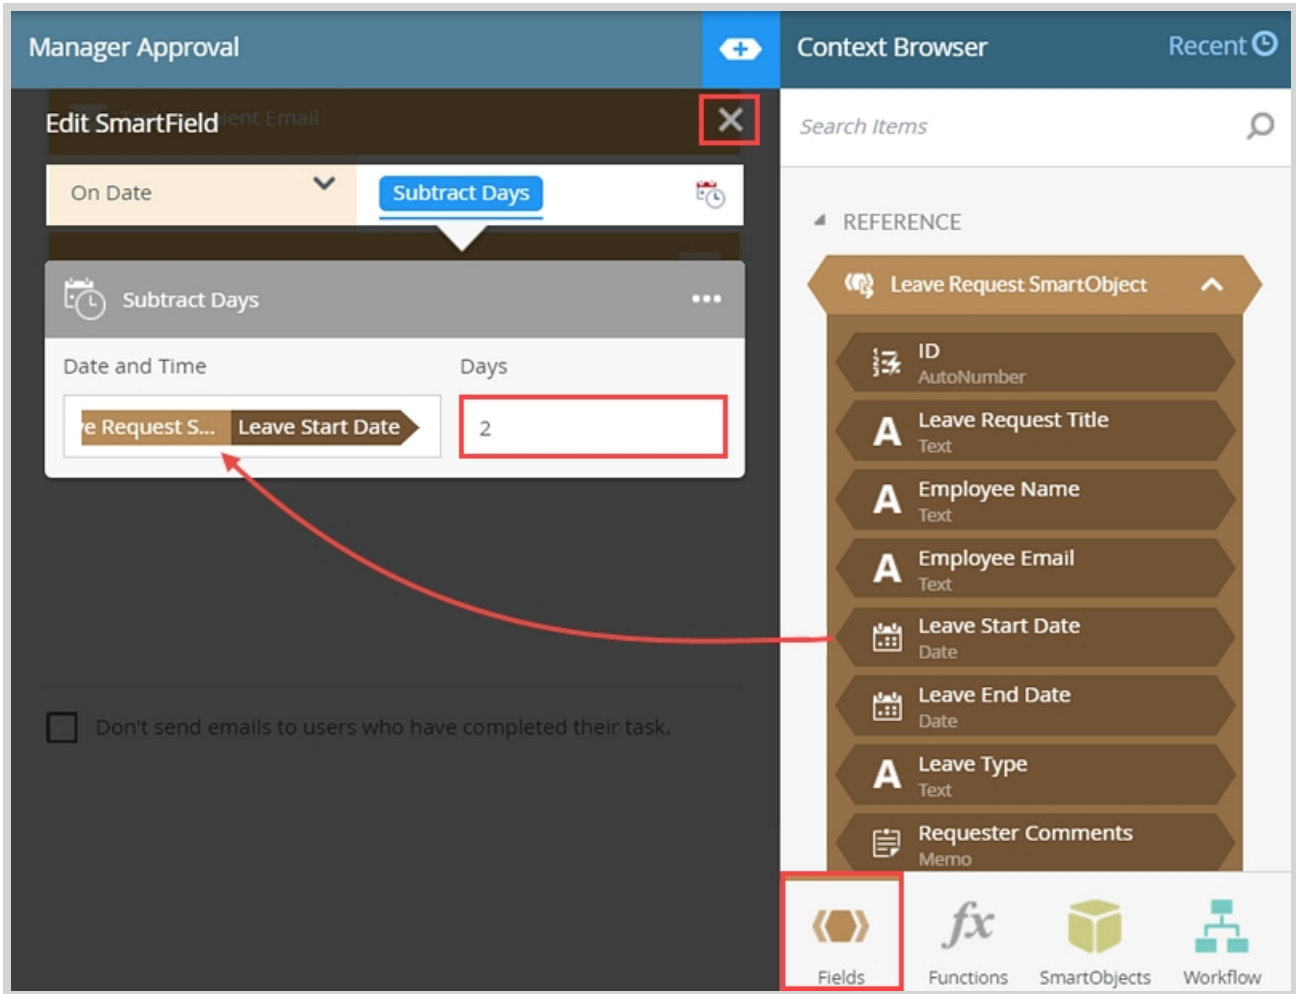 Manager Approval
Context Browser
Recent
Edit SmartField
ient Email
Search Items
On Date
Subtract Days
REFERENCE
Subtract Days
Leave Request SmartObject
Date and Time
Days
e Request S...
Leave Start Date
2
ID
AutoNumber
Leave Request Title
Text
Employee Name
Text
Employee Email
Text
Leave Start Date
Date
Leave End Date
Date
Leave Type
Text
Requester Comments
Memo
Don't send emails to users who have completed their task.
Fields
fx
Functions
SmartObjects
Workflow